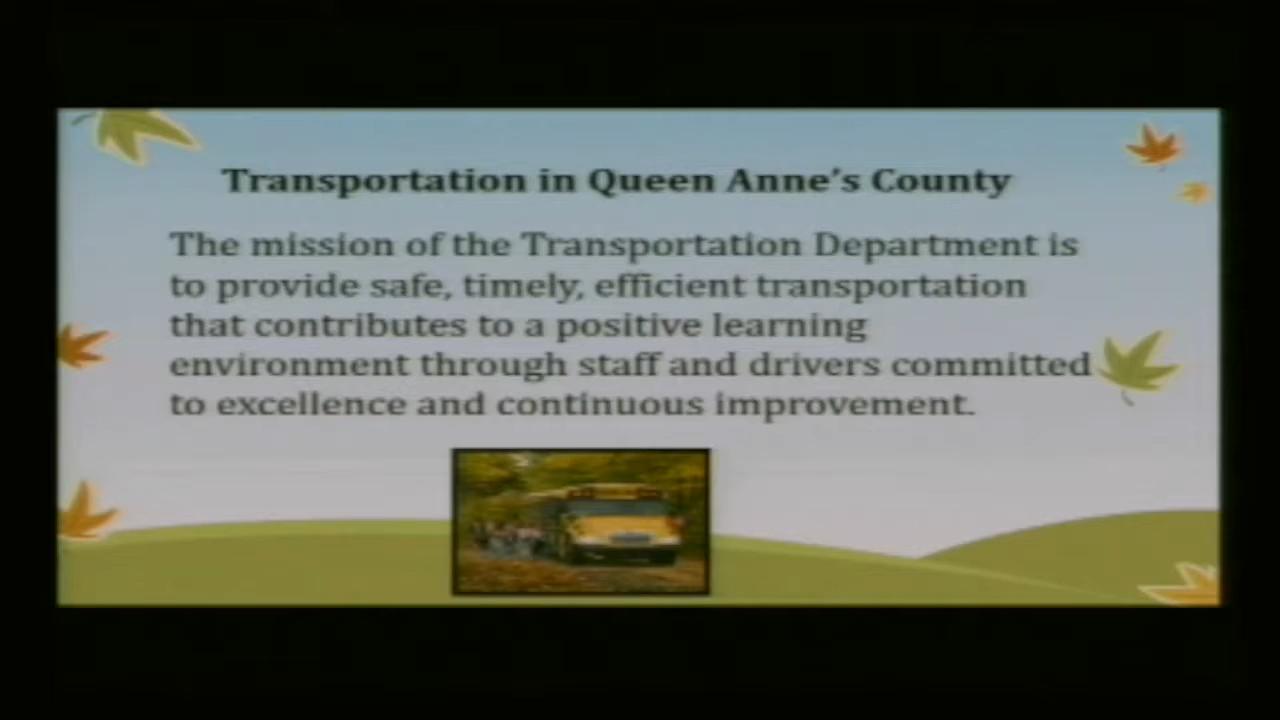 Transportation in Queen Anne's County
The mission of the Transportation Department is
to provide safe, timely, efficient transportation
that contributes to a positive learning
environment through staff and drivers committed
to excellence and continuous improvement.